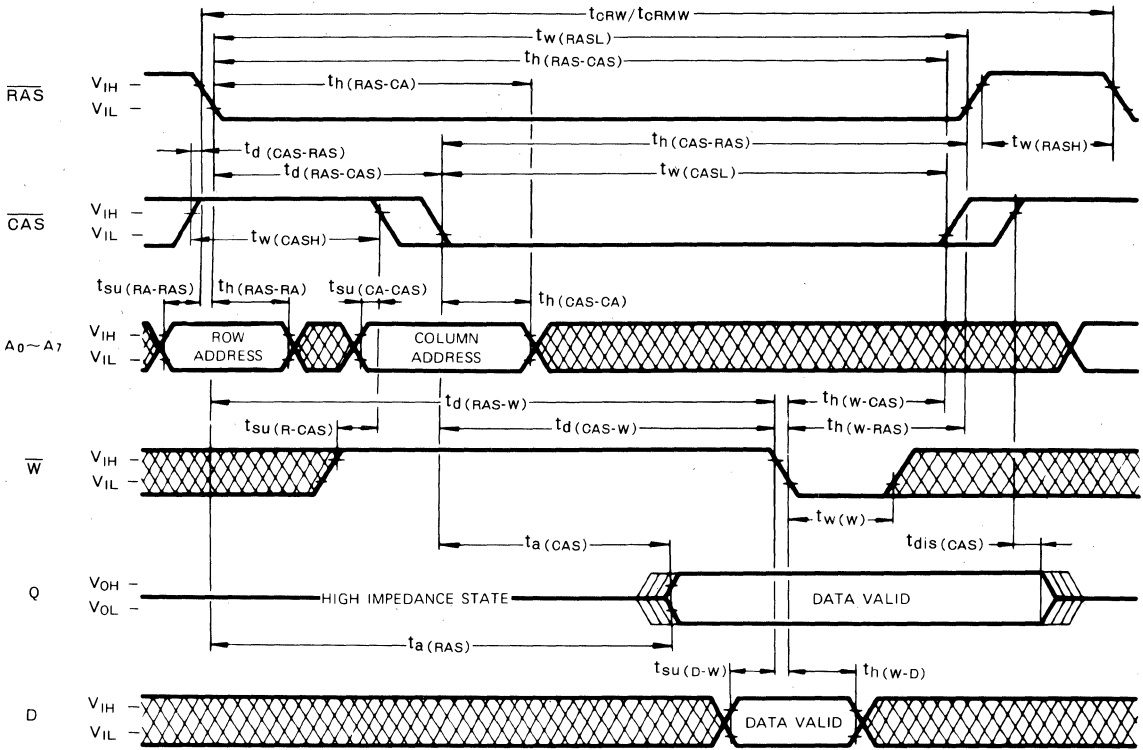 tCRW/tCRMW
tW(RASL)
th(RAS-CAS)
th(RAS-CA)
RAS
VIH
VIL
td(CAS-RAS)
th(CAS-RAS)
tW(RASH)
td(RAS-CAS)
tW(CASL)
CAS
VIH
VIL
tW(CASH)
tsu(RA-RAS)
th(RAS-RA)
tsu(CA-CAS)
th(CAS-CA)
A0~A7
VIH
VIL
ROW
ADDRESS
COLUMN
ADDRESS
td(RAS-W)
th(W-CAS)
tsu(R-CAS)
td(CAS-W)
th(W-RAS)
W
VIH
VIL
tW(W)
ta(CAS)
tdis(CAS)
Q
VOH
VOL
HIGH IMPEDANCE STATE
DATA VALID
ta(RAS)
tsu(D-W)
th(W-D)
D
VIH
VIL
DATA VALID